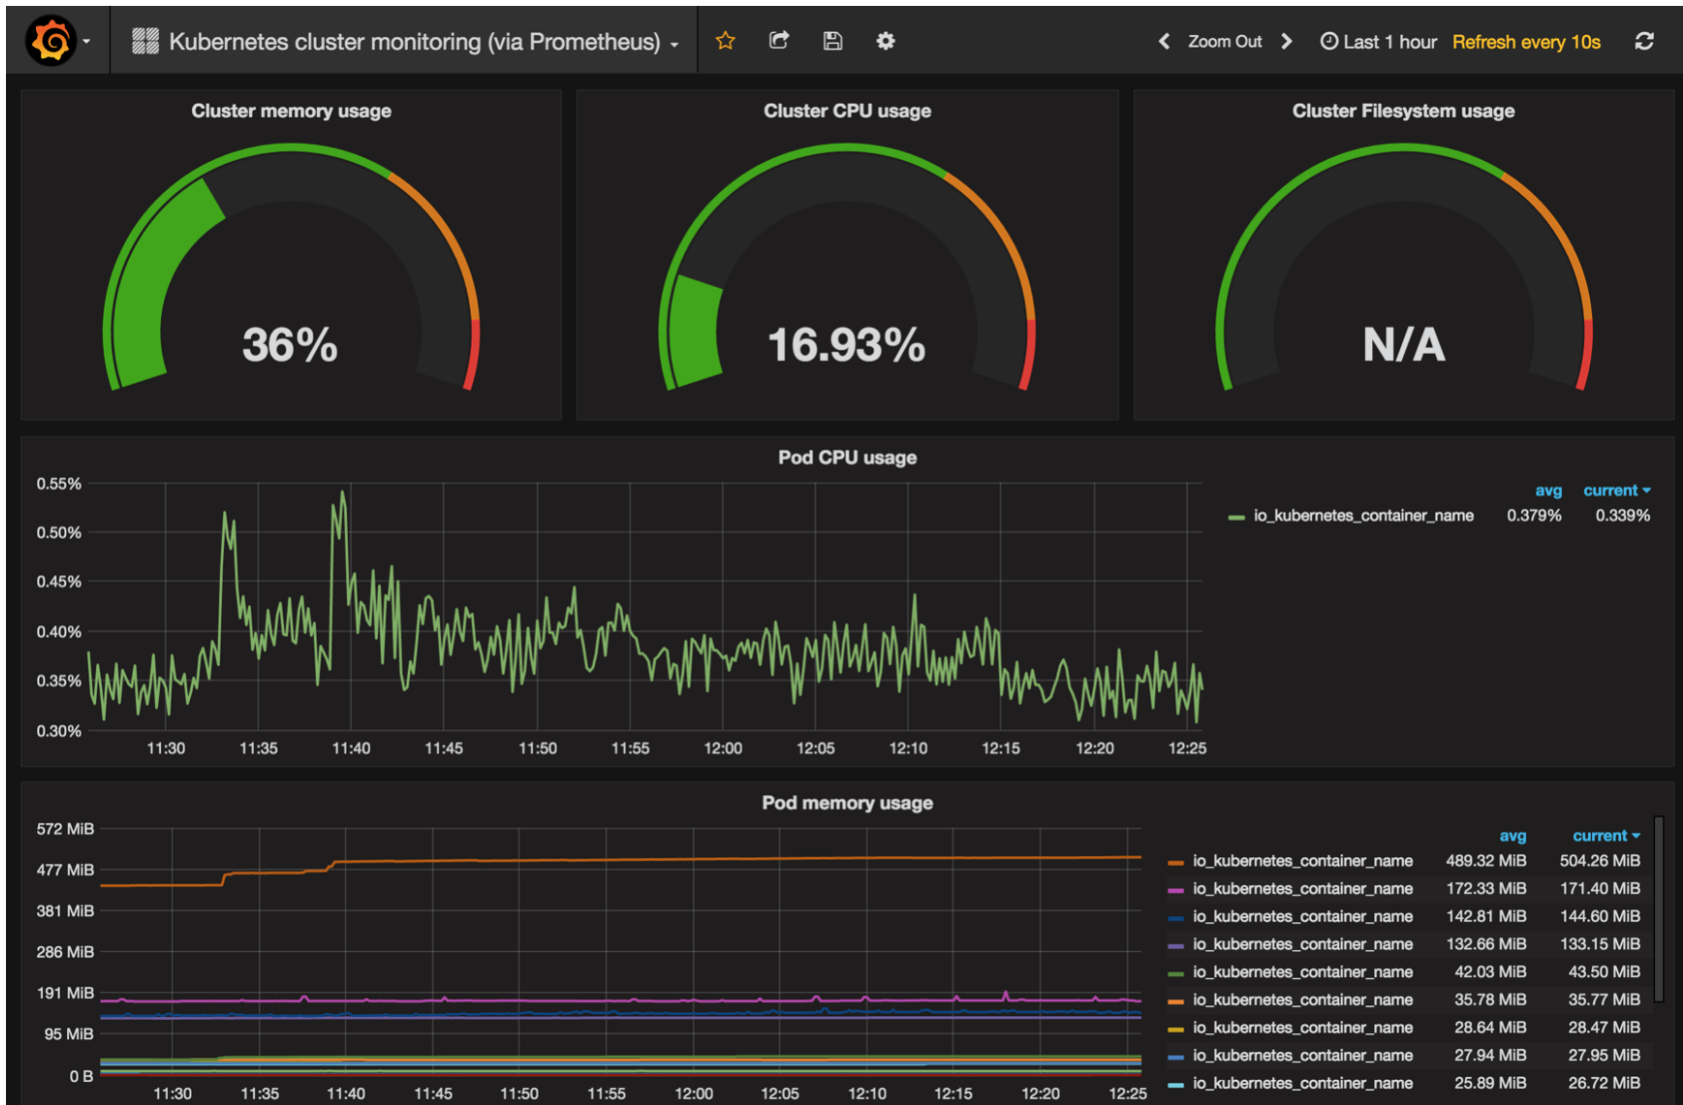 Kubernetes cluster monitoring (via Prometheus)
Zoom Out
Last 1 hour
Refresh every 10s
Cluster memory usage
36%
Cluster CPU usage
16.93%
Cluster Filesystem usage
N/A
Pod CPU usage
0.55%
0.50%
0.45%
0.40%
0.35%
0.30%
11:30 11:35 11:40 11:45 11:50 11:55 12:00 12:05 12:10 12:15 12:20 12:25
avg current
io_kubernetes_container_name 0.379% 0.339%
Pod memory usage
572 MiB
477 MiB
381 MiB
286 MiB
191 MiB
95 MiB
0 B
11:30 11:35 11:40 11:45 11:50 11:55 12:00 12:05 12:10 12:15 12:20 12:25
avg current
io_kubernetes_container_name 489.32 MiB 504.26 MiB
io_kubernetes_container_name 172.33 MiB 171.40 MiB
io_kubernetes_container_name 142.81 MiB 144.60 MiB
io_kubernetes_container_name 132.66 MiB 133.15 MiB
io_kubernetes_container_name 42.03 MiB 43.50 MiB
io_kubernetes_container_name 35.78 MiB 35.77 MiB
io_kubernetes_container_name 28.64 MiB 28.47 MiB
io_kubernetes_container_name 27.94 MiB 27.95 MiB
io_kubernetes_container_name 25.89 MiB 26.72 MiB